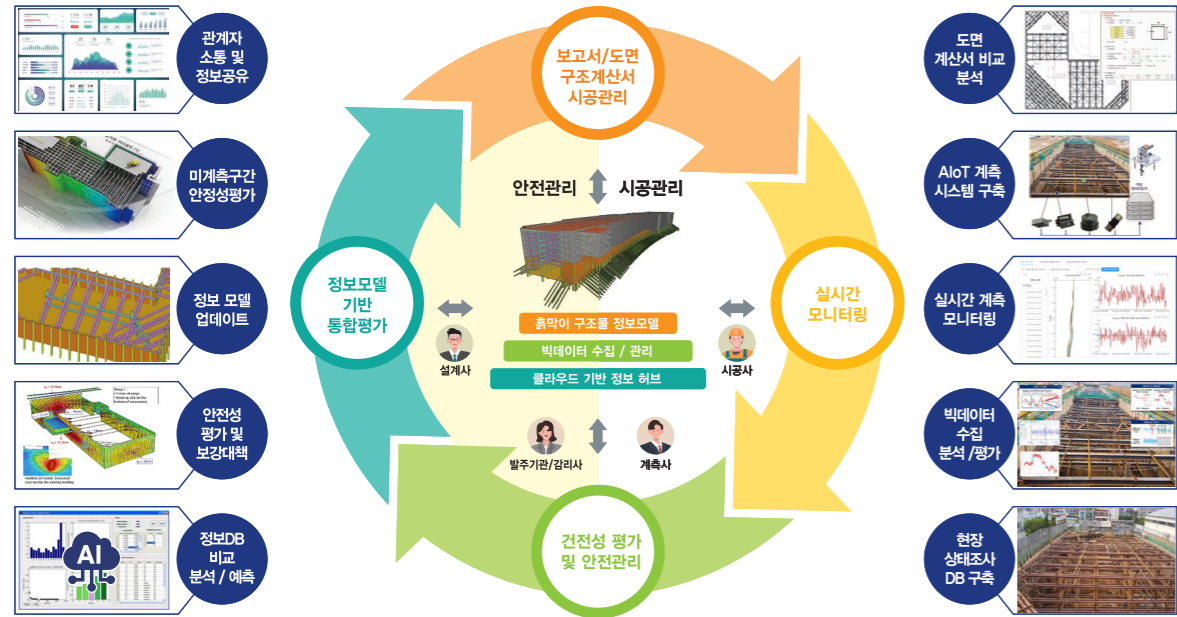 관계자
소통 및
정보공유
미계측구간
안정성평가
정보 모델
업데이트
안전성
평가 및
보강대책
정보DB
비교
분석 / 예측
AI
보고서/도면
구조계산서
시공관리
안전관리
시공관리
정보모델
기반
통합평가
실시간
모니터링
흙막이 구조물 정보모델
빅데이터 수집 / 관리
클라우드 기반 정보 허브
설계사
시공사
발주기관/감리사
계측사
건전성 평가
및 안전관리
도면
계산서 비교
분석
AIoT 계측
시스템 구축
실시간 계측
모니터링
빅데이터
수집
분석 /평가
현장
상태조사
DB 구축